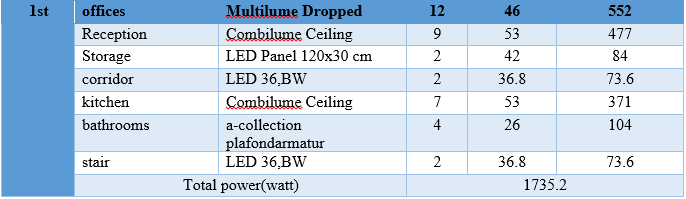 1st offices Multilume Dropped 12 46 552
Reception Combilume Ceiling 9 53 477
Storage LED Panel 120x30 cm 2 42 84
corridor LED 36,BW 2 36.8 73.6
kitchen Combilume Ceiling 7 53 371
bathrooms a-collection 4 26 104
plafondarmatur
stair LED 36,BW 2 36.8 73.6
Total power(watt) 1735.2